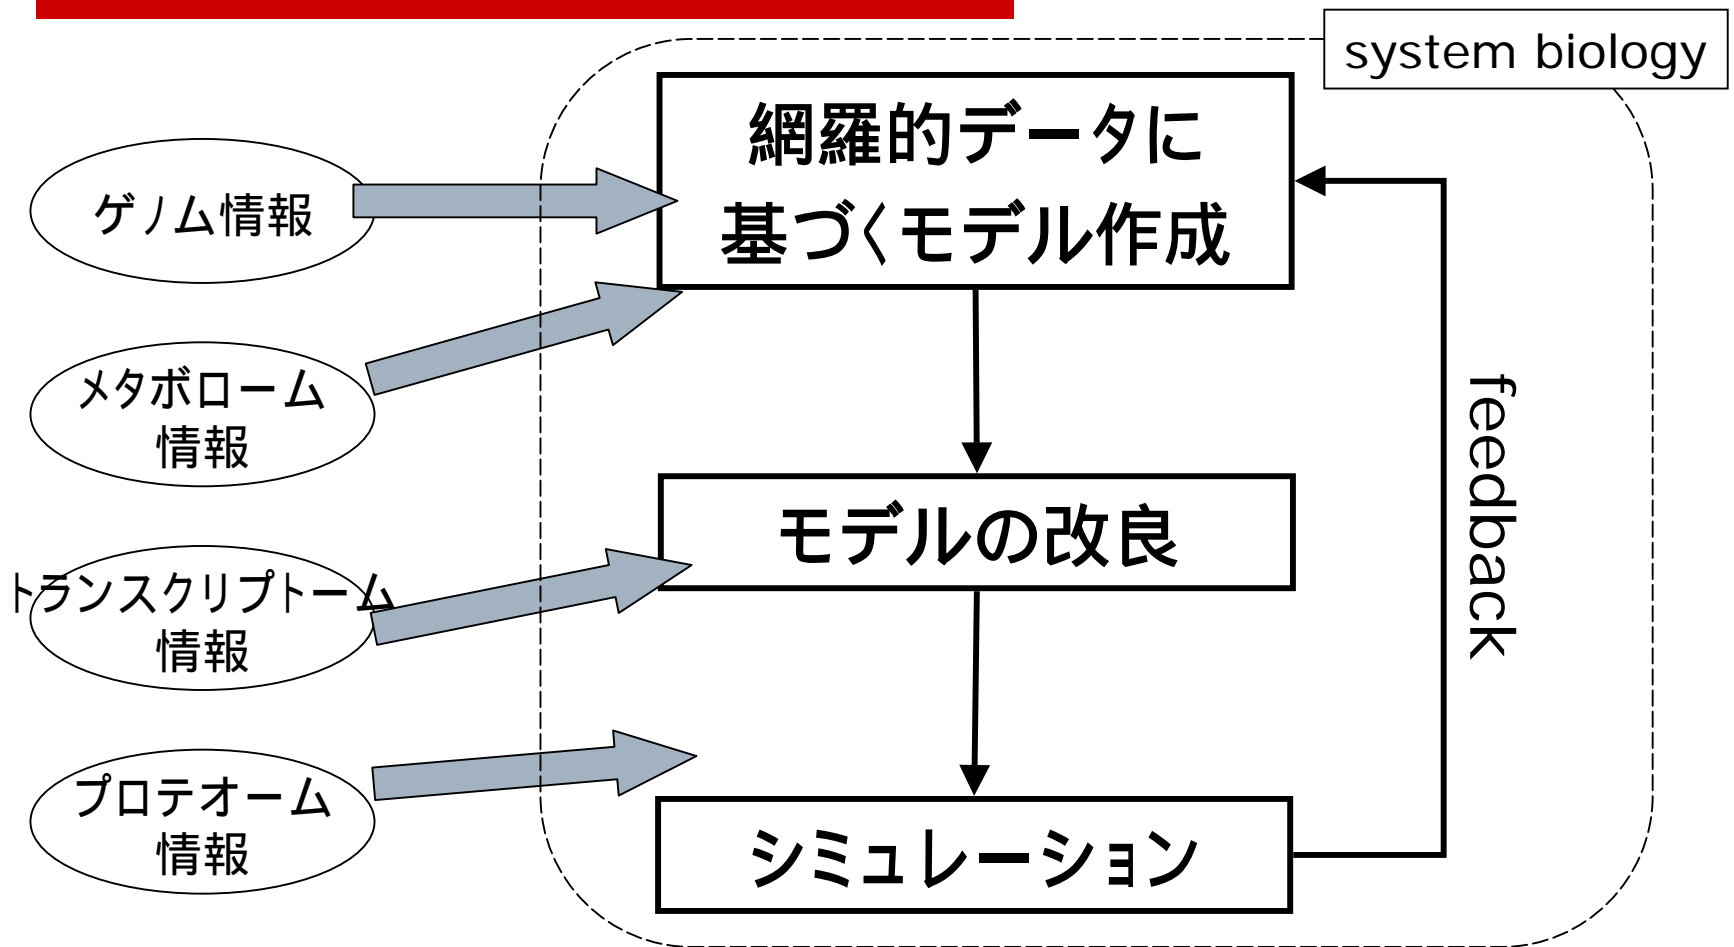 system biology
網羅的データに
基づくモデル作成
ゲノム情報
メタボローム
情報
feedback
モデルの改良
トランスクリプトーム
情報
プロテオーム
情報
シミュレーション